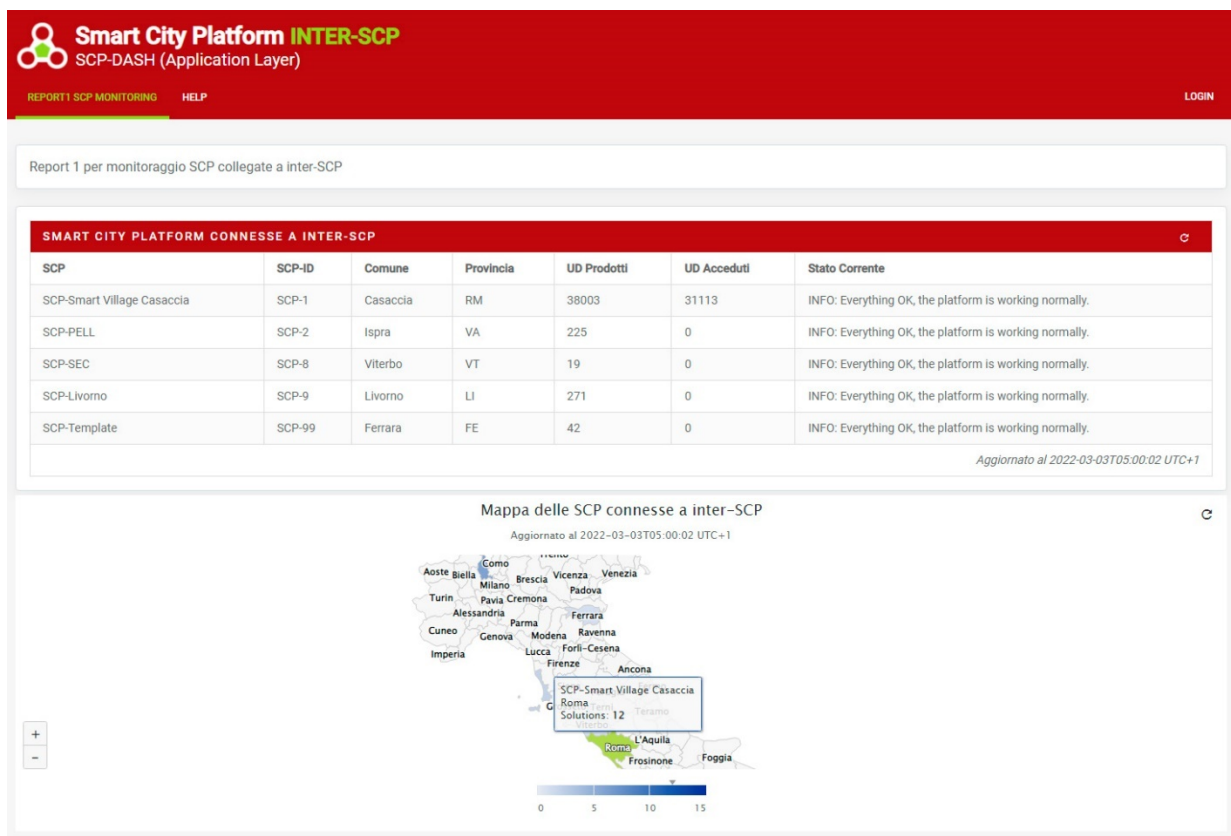 Smart City Platform INTER-SCP
SCP-DASH (Application Layer)
REPORT1 SCP MONITORING HELP LOGIN
Report 1 per monitoraggio SCP collegate a inter-SCP
SMART CITY PLATFORM CONNESSE A INTER-SCP
SCP SCP-ID Comune Provincia UD Prodotti UD Acceduti Stato Corrente
SCP-Smart Village Casaccia SCP-1 Casaccia RM 38003 31113 INFO: Everything OK, the platform is working normally.
SCP-PELL SCP-2 Ispra VA 225 0 INFO: Everything OK, the platform is working normally.
SCP-SEC SCP-8 Viterbo VT 19 0 INFO: Everything OK, the platform is working normally.
SCP-Livorno SCP-9 Livorno LI 271 0 INFO: Everything OK, the platform is working normally.
SCP-Template SCP-99 Ferrara FE 42 0 INFO: Everything OK, the platform is working normally.
Aggiornato al 2022-03-03T05:00:02 UTC+1
Mappa delle SCP connesse a inter-SCP
Aggiornato al 2022-03-03T05:00:02 UTC+1
Como
Aoste Biella Milano Brescia Vicenza Venezia
Turin Pavia Cremona Padova
Alessandria Parma Ferrara
Cuneo Genova Modena Ravenna
Imperia Lucca Forlì-Cesena
Firenze Ancona
SCP-Smart Village Casaccia
Roma
Solutions: 12
Terni Teramo
Viterbo
+
Roma L'Aquila
−
Frosinone Foggia
0 5 10 15